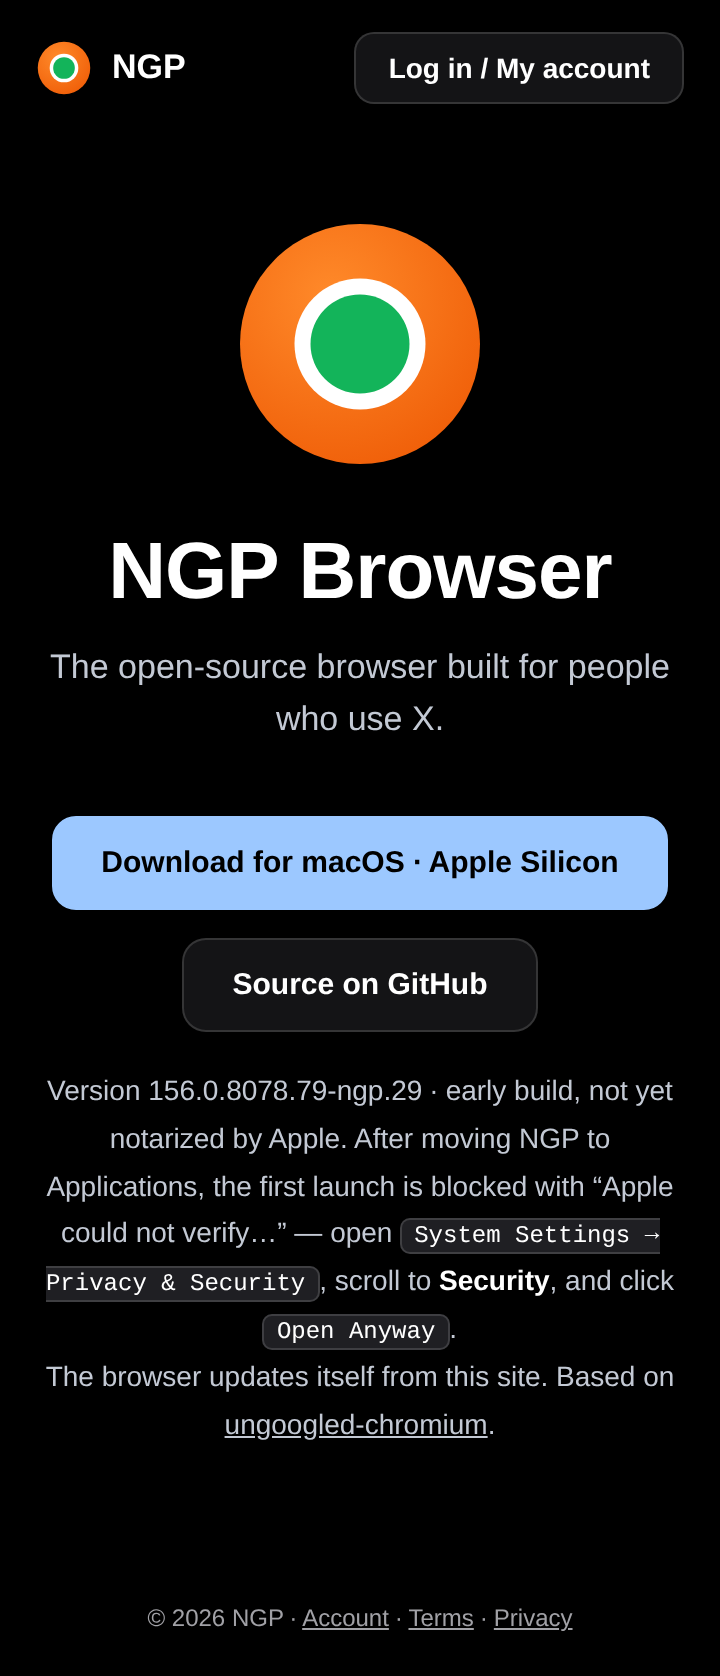 NGP
Log in / My account
NGP Browser
The open-source browser built for people
who use X.
Download for macOS · Apple Silicon
Source on GitHub
Version 156.0.8078.79-ngp.29 · early build, not yet
notarized by Apple. After moving NGP to
Applications, the first launch is blocked with “Apple
could not verify…” — open System Settings →
Privacy & Security, scroll to Security, and click
Open Anyway.
The browser updates itself from this site. Based on
ungoogled-chromium.
© 2026 NGP · Account · Terms · Privacy